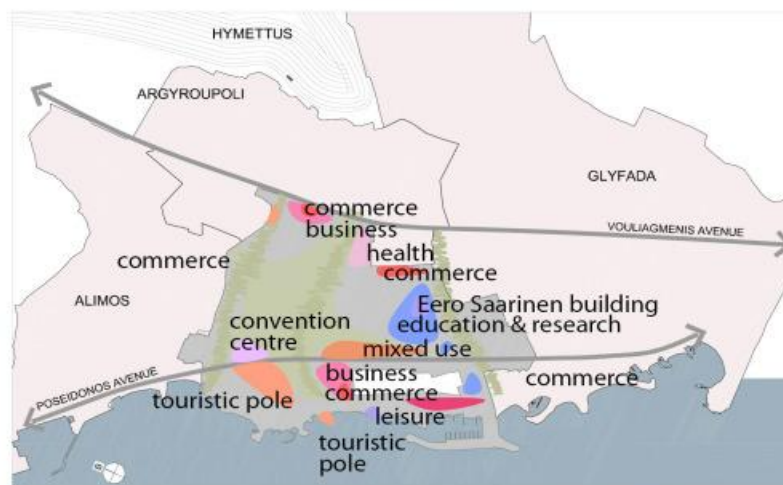 HYMETTUS
ARGYROUPOLI
GLYFADA
commerce
business
VOULIAGMENIS AVENUE
commerce
health
commerce
ALIMOS
Eero Saarinen building
education & research
convention
centre
mixed use
POSEIDONOS AVENUE
business
commerce
commerce
touristic pole
leisure
touristic
pole